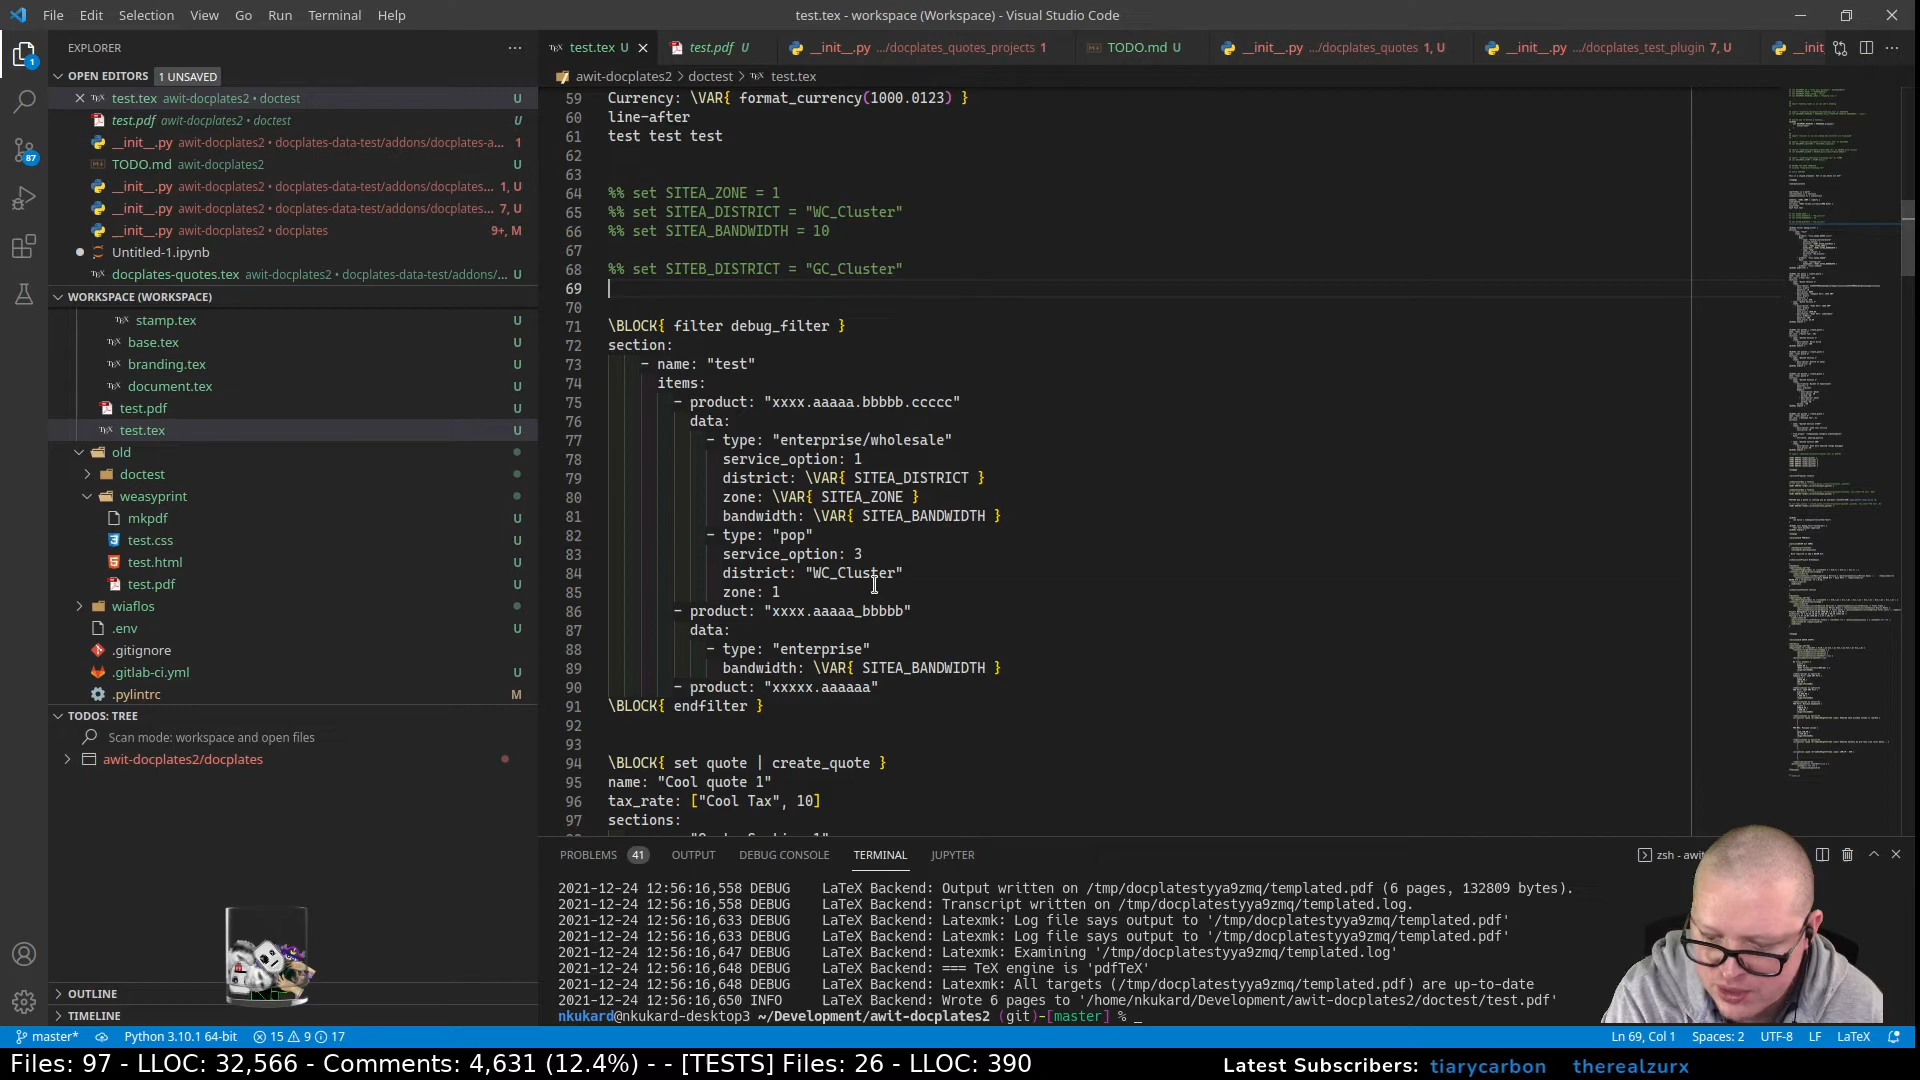 File Edit Selection View Go Run Terminal Help
test.tex - workspace (Workspace) - Visual Studio Code
EXPLORER
OPEN EDITORS 1 UNSAVED
test.tex awit-docplates2 • doctest U
test.pdf awit-docplates2 • doctest U
__init__.py awit-docplates2 • docplates-data-test/addons/docplates-a... 1
TODO.md awit-docplates2 U
__init__.py awit-docplates2 • docplates-data-test/addons/docplates... 1, U
__init__.py awit-docplates2 • docplates-data-test/addons/docplates... 7, U
__init__.py awit-docplates2 • docplates 9+, M
Untitled-1.ipynb
docplates-quotes.tex awit-docplates2 • docplates-data-test/addons/... U
WORKSPACE (WORKSPACE)
stamp.tex U
base.tex U
branding.tex U
document.tex U
test.pdf U
test.tex U
old
doctest
weasyprint
mkpdf U
test.css U
test.html U
test.pdf U
wiaflos
.env U
.gitignore
.gitlab-ci.yml U
.pylintrc M
TODOS: TREE
Scan mode: workspace and open files
awit-docplates2/docplates
OUTLINE
TIMELINE
1
87
test.tex U test.pdf U __init__.py .../docplates_quotes_projects 1 TODO.md U __init__.py .../docplates_quotes 1, U __init__.py .../docplates_test_plugin 7, U __init
awit-docplates2 > doctest > test.tex
59 Currency: \VAR{ format_currency(1000.0123) }
60 line-after
61 test test test
62
63
64 %% set SITEA_ZONE = 1
65 %% set SITEA_DISTRICT = "WC_Cluster"
66 %% set SITEA_BANDWIDTH = 10
67
68 %% set SITEB_DISTRICT = "GC_Cluster"
69
70
71 \BLOCK{ filter debug_filter }
72 section:
73 - name: "test"
74 items:
75 - product: "xxxx.aaaaa.bbbbb.ccccc"
76 data:
77 - type: "enterprise/wholesale"
78 service_option: 1
79 district: \VAR{ SITEA_DISTRICT }
80 zone: \VAR{ SITEA_ZONE }
81 bandwidth: \VAR{ SITEA_BANDWIDTH }
82 - type: "pop"
83 service_option: 3
84 district: "WC_Cluster"
85 zone: 1
86 - product: "xxxx.aaaaa_bbbbb"
87 data:
88 - type: "enterprise"
89 bandwidth: \VAR{ SITEA_BANDWIDTH }
90 - product: "xxxxx.aaaaaa"
91 \BLOCK{ endfilter }
92
93
94 \BLOCK{ set quote | create_quote }
95 name: "Cool quote 1"
96 tax_rate: ["Cool Tax", 10]
97 sections:
PROBLEMS 41 OUTPUT DEBUG CONSOLE TERMINAL JUPYTER
zsh - awi
2021-12-24 12:56:16,558 DEBUG LaTeX Backend: Output written on /tmp/docplatestyya9zmq/templated.pdf (6 pages, 132809 bytes).
2021-12-24 12:56:16,558 DEBUG LaTeX Backend: Transcript written on /tmp/docplatestyya9zmq/templated.log.
2021-12-24 12:56:16,633 DEBUG LaTeX Backend: Latexmk: Log file says output to '/tmp/docplatestyya9zmq/templated.pdf'
2021-12-24 12:56:16,633 DEBUG LaTeX Backend: Latexmk: Log file says output to '/tmp/docplatestyya9zmq/templated.pdf'
2021-12-24 12:56:16,647 DEBUG LaTeX Backend: Latexmk: Examining '/tmp/docplatestyya9zmq/templated.log'
2021-12-24 12:56:16,648 DEBUG LaTeX Backend: === TeX engine is 'pdfTeX'
2021-12-24 12:56:16,648 DEBUG LaTeX Backend: Latexmk: All targets (/tmp/docplatestyya9zmq/templated.pdf) are up-to-date
2021-12-24 12:56:16,650 INFO LaTeX Backend: Wrote 6 pages to '/home/nkukard/Development/awit-docplates2/doctest/test.pdf'
nkukard@nkukard-desktop3 ~/Development/awit-docplates2 (git)-[master] % _
master* Python 3.10.1 64-bit 15 9 17 Ln 69, Col 1 Spaces: 2 UTF-8 LF LaTeX
Files: 97 - LLOC: 32,566 - Comments: 4,631 (12.4%) - - [TESTS] Files: 26 - LLOC: 390
Latest Subscribers: tiarycarbon therealzurx